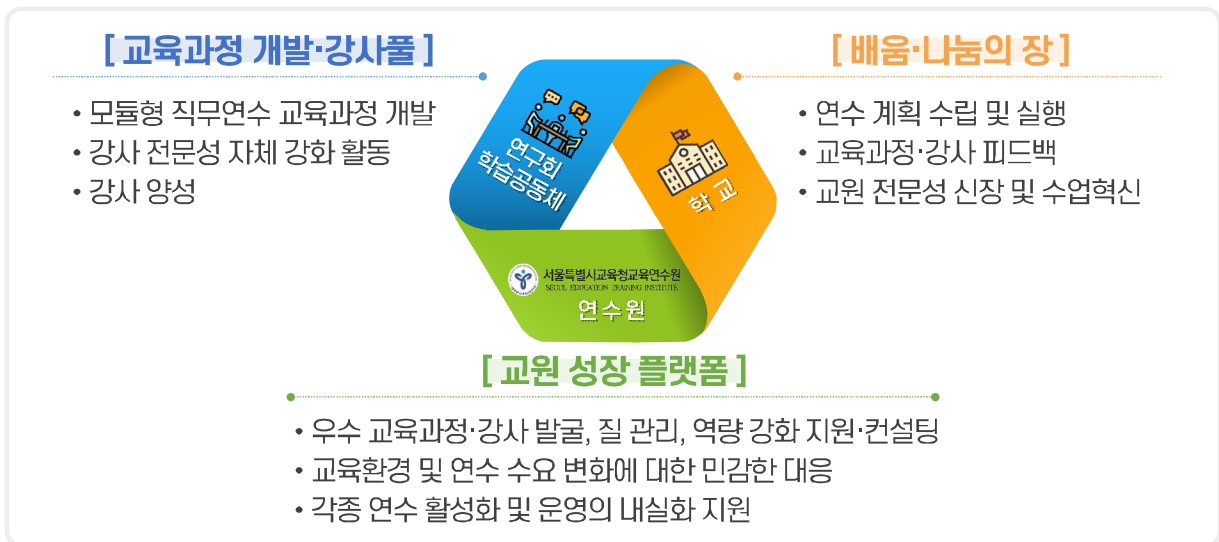 [ 교육과정 개발·강사풀 ]
• 모듈형 직무연수 교육과정 개발
• 강사 전문성 자체 강화 활동
• 강사 양성
연구회
학습공동체
학 교
[ 배움·나눔의 장 ]
• 연수 계획 수립 및 실행
• 교육과정·강사 피드백
• 교원 전문성 신장 및 수업혁신
서울특별시교육청교육연수원
SEOUL EDUCATION TRAINING INSTITUTE
연 수 원
[ 교원 성장 플랫폼 ]
• 우수 교육과정·강사 발굴, 질 관리, 역량 강화 지원·컨설팅
• 교육환경 및 연수 수요 변화에 대한 민감한 대응
• 각종 연수 활성화 및 운영의 내실화 지원